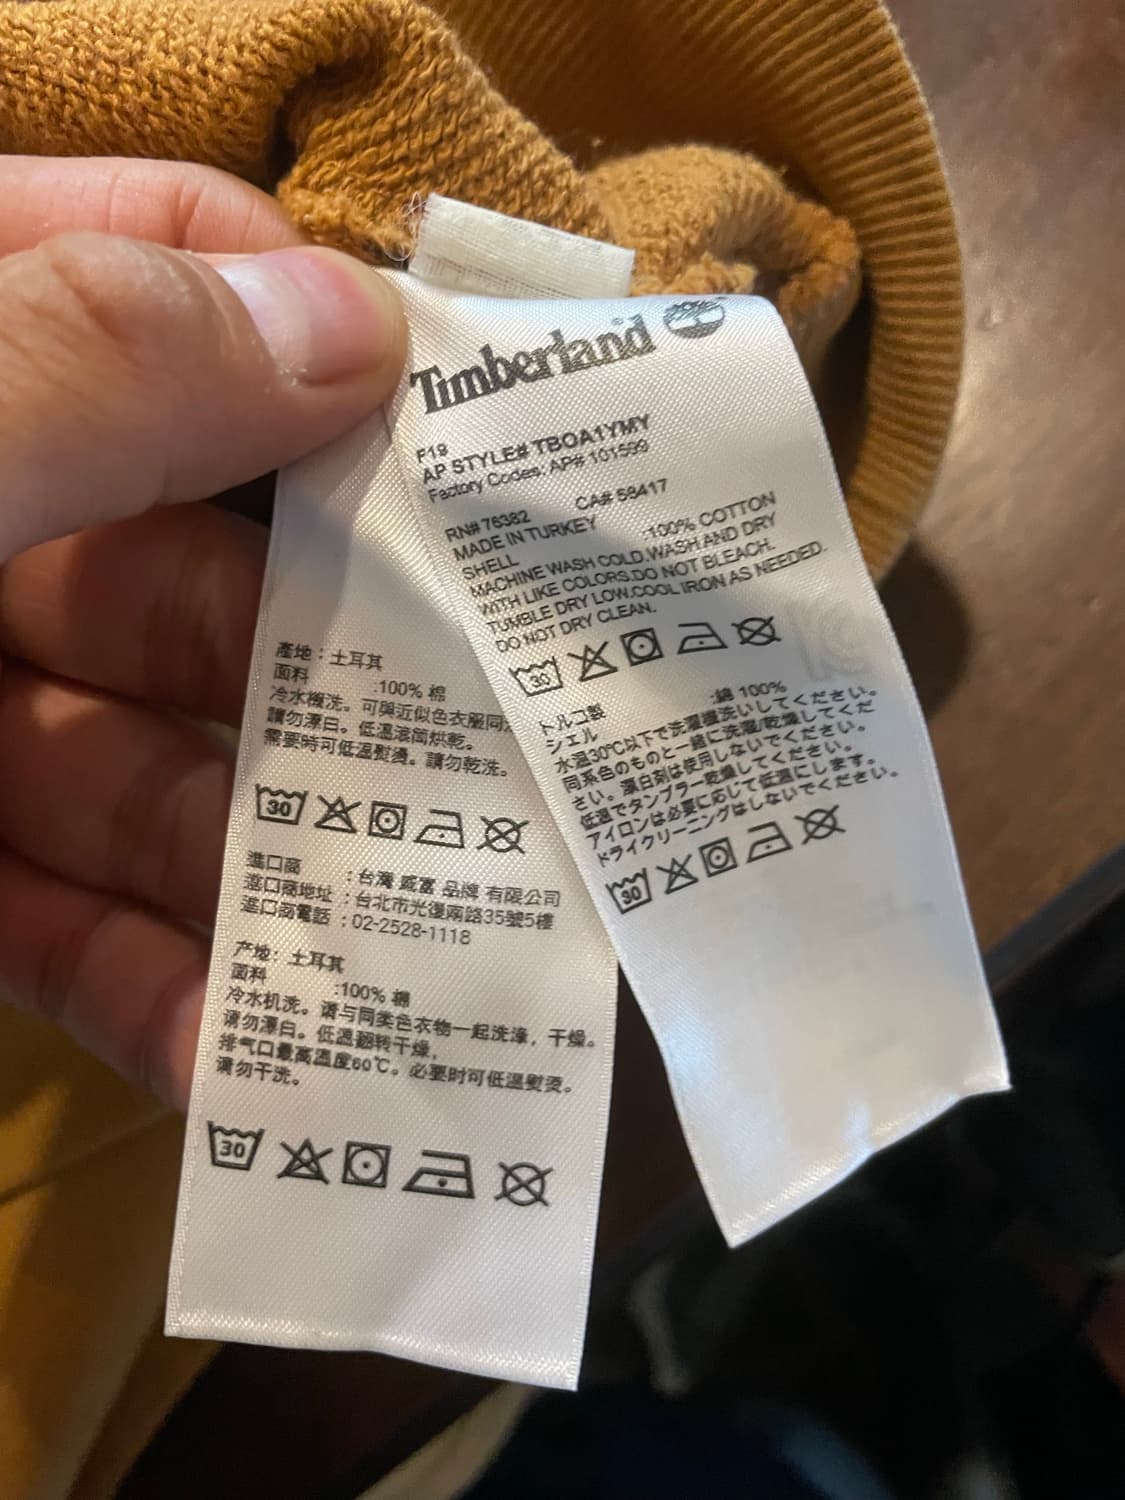 Timberland
F19
AP STYLE# TBOA1YMY
Factory Codes: AP# 101599
RN# 76382 CA# 58417
MADE IN TURKEY
SHELL :100% COTTON
MACHINE WASH COLD.WASH AND DRY
WITH LIKE COLORS.DO NOT BLEACH.
TUMBLE DRY LOW.COOL IRON AS NEEDED.
DO NOT DRY CLEAN.
30
トルコ製
シェル :綿 100%
水温30℃以下で洗濯機洗いしてください。
同系色のものと一緒に洗濯/乾燥してくだ
さい。漂白剤は使用しないでください。
低温でタンブラー乾燥してください。
アイロンは必要に応じて低温にします。
ドライクリーニングはしないでください。
30
產地：土耳其
面料 :100% 棉
冷水機洗。可與近似色衣服同
請勿漂白。低溫滾筒烘乾。
需要時可低溫熨燙。請勿乾洗。
30
進口商 :台灣 威富 品牌 有限公司
進口商地址 :台北市光復南路35號5樓
進口商電話 :02-2528-1118
产地：土耳其
面料 :100% 棉
冷水机洗。请与同类色衣物一起洗涤，干燥。
请勿漂白。低温翻转干燥，
排气口最高温度60℃。必要时可低温熨烫。
请勿干洗。
30